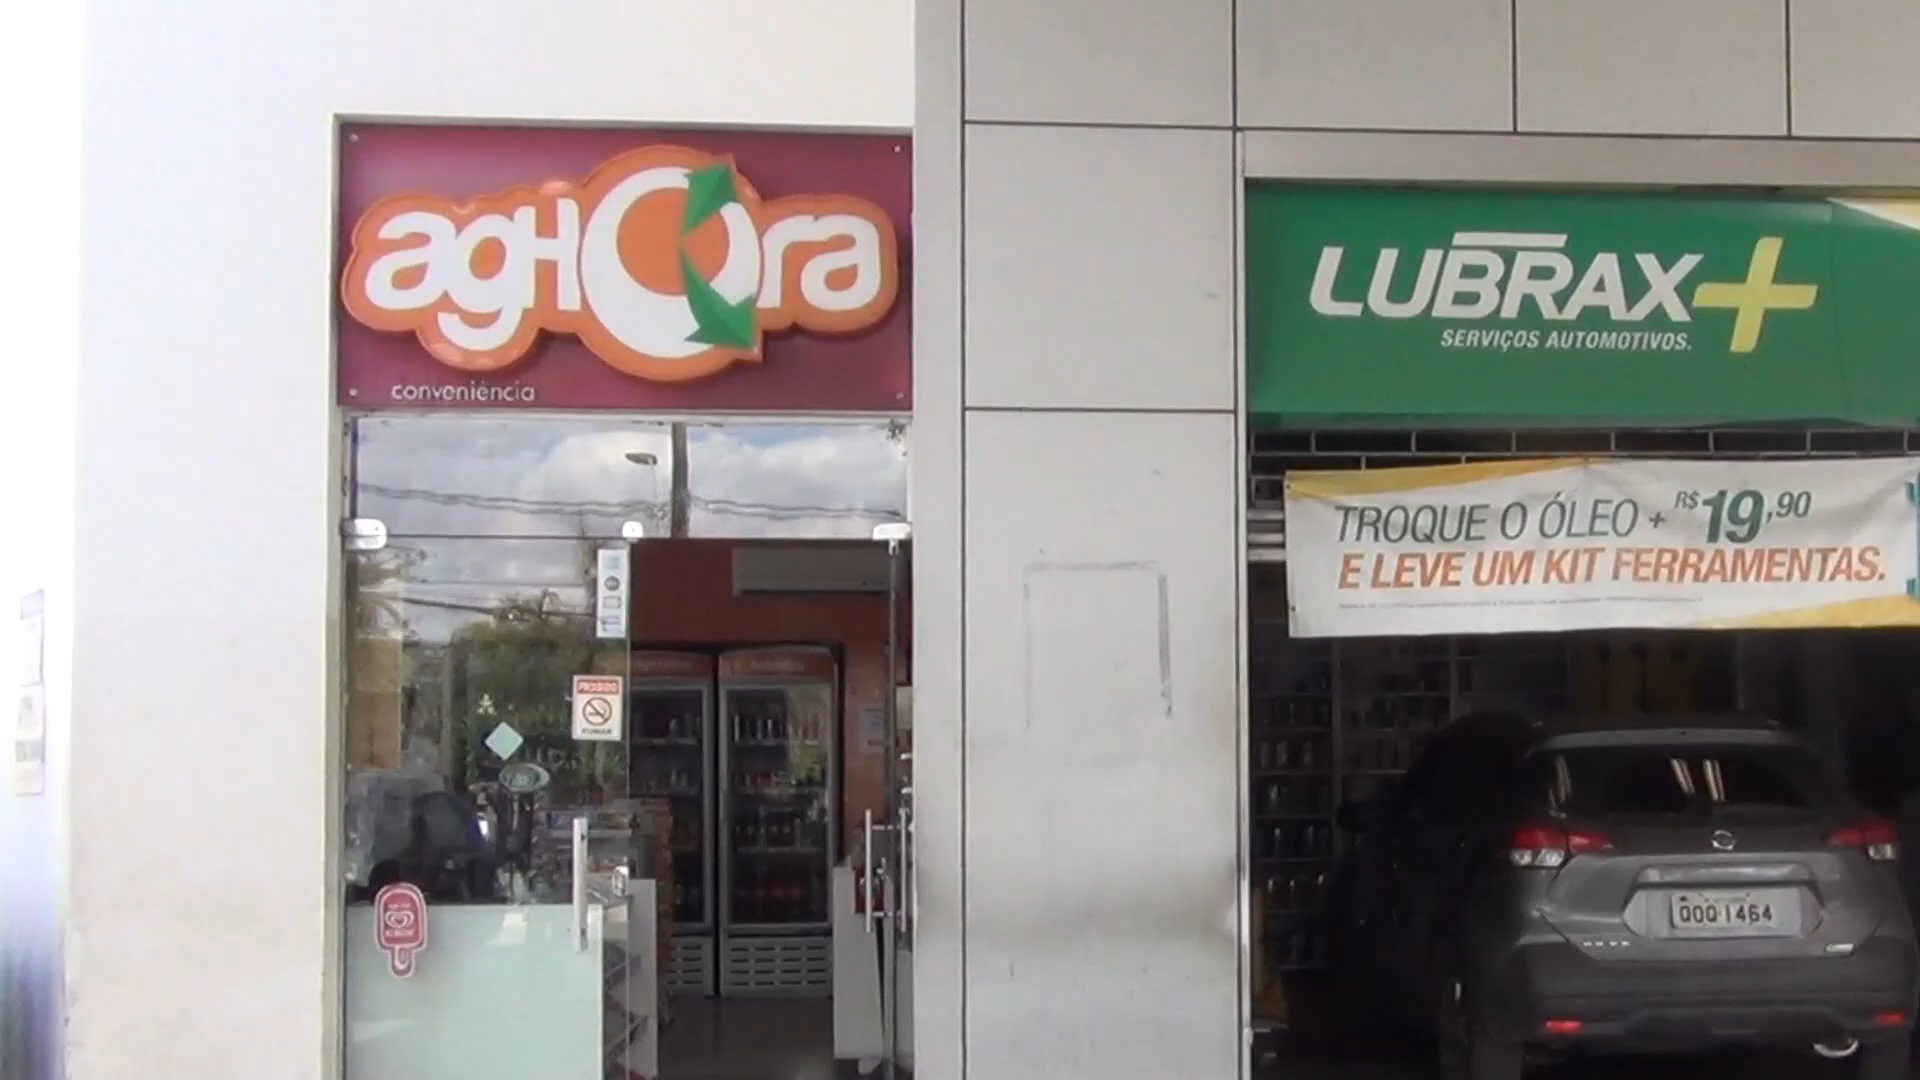 agHOra
conveniência
LUBRAX+
SERVIÇOS AUTOMOTIVOS.
TROQUE O ÓLEO + R$ 19,90
E LEVE UM KIT FERRAMENTAS.
PROIBIDO
FUMAR
QOQ 1464